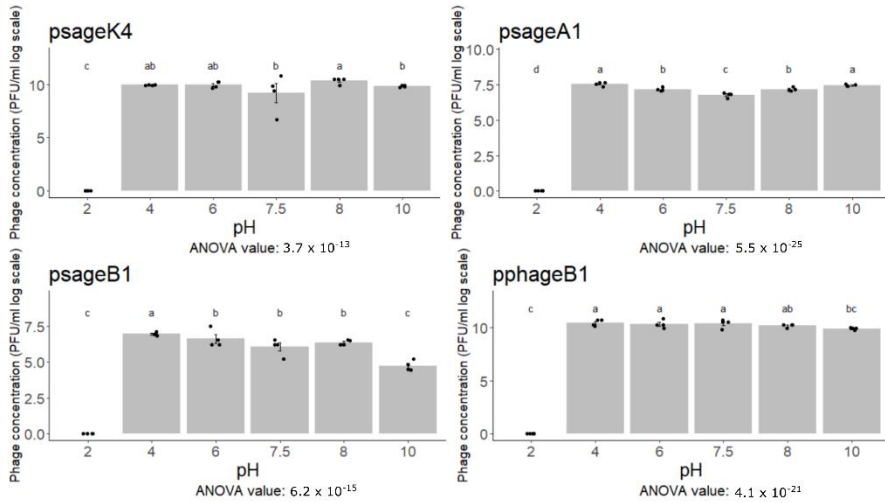 psageK4
Phage concentration (PFU/ml log scale)
10
5
0
c ab ab b a b
2 4 6 7.5 8 10
pH
ANOVA value: 3.7 x 10⁻¹³
psageA1
Phage concentration (PFU/ml log scale)
10.0
7.5
5.0
2.5
0.0
d a b c b a
2 4 6 7.5 8 10
pH
ANOVA value: 5.5 x 10⁻²⁵
psageB1
Phage concentration (PFU/ml log scale)
7.5
5.0
2.5
0.0
c a b b b c
2 4 6 7.5 8 10
pH
ANOVA value: 6.2 x 10⁻¹⁵
pphageB1
Phage concentration (PFU/ml log scale)
10
5
0
c a a a ab bc
2 4 6 7.5 8 10
pH
ANOVA value: 4.1 x 10⁻²¹